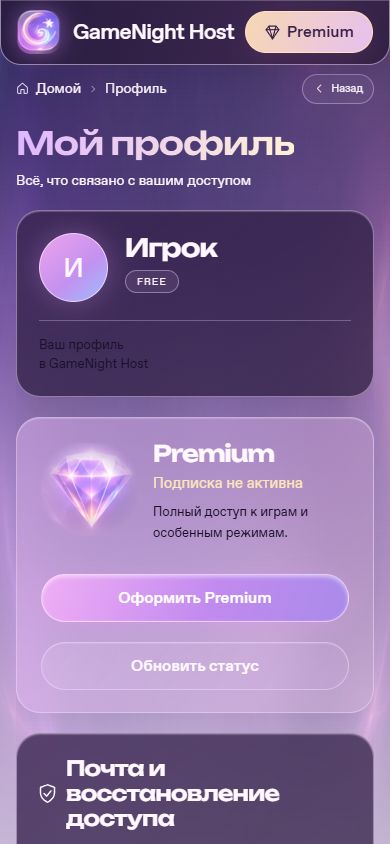 GameNight Host
Premium
Домой
Профиль
Назад
Мой профиль
Всё, что связано с вашим доступом
И
Игрок
FREE
Ваш профиль
в GameNight Host
Premium
Подписка не активна
Полный доступ к играм и
особенным режимам.
Оформить Premium
Обновить статус
Почта и
восстановление
доступа